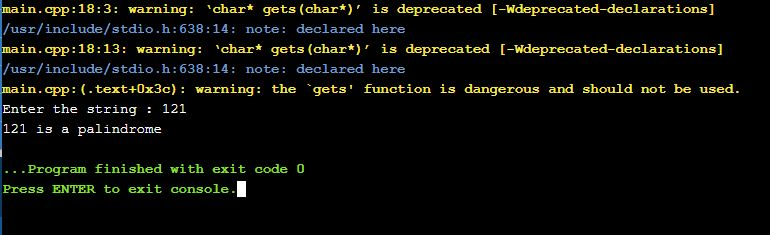 main.cpp:18:3: warning: ‘char* gets(char*)’ is deprecated [-Wdeprecated-declarations]
/usr/include/stdio.h:638:14: note: declared here
main.cpp:18:13: warning: ‘char* gets(char*)’ is deprecated [-Wdeprecated-declarations]
/usr/include/stdio.h:638:14: note: declared here
main.cpp:(.text+0x3c): warning: the `gets' function is dangerous and should not be used.
Enter the string : 121
121 is a palindrome
...Program finished with exit code 0
Press ENTER to exit console.